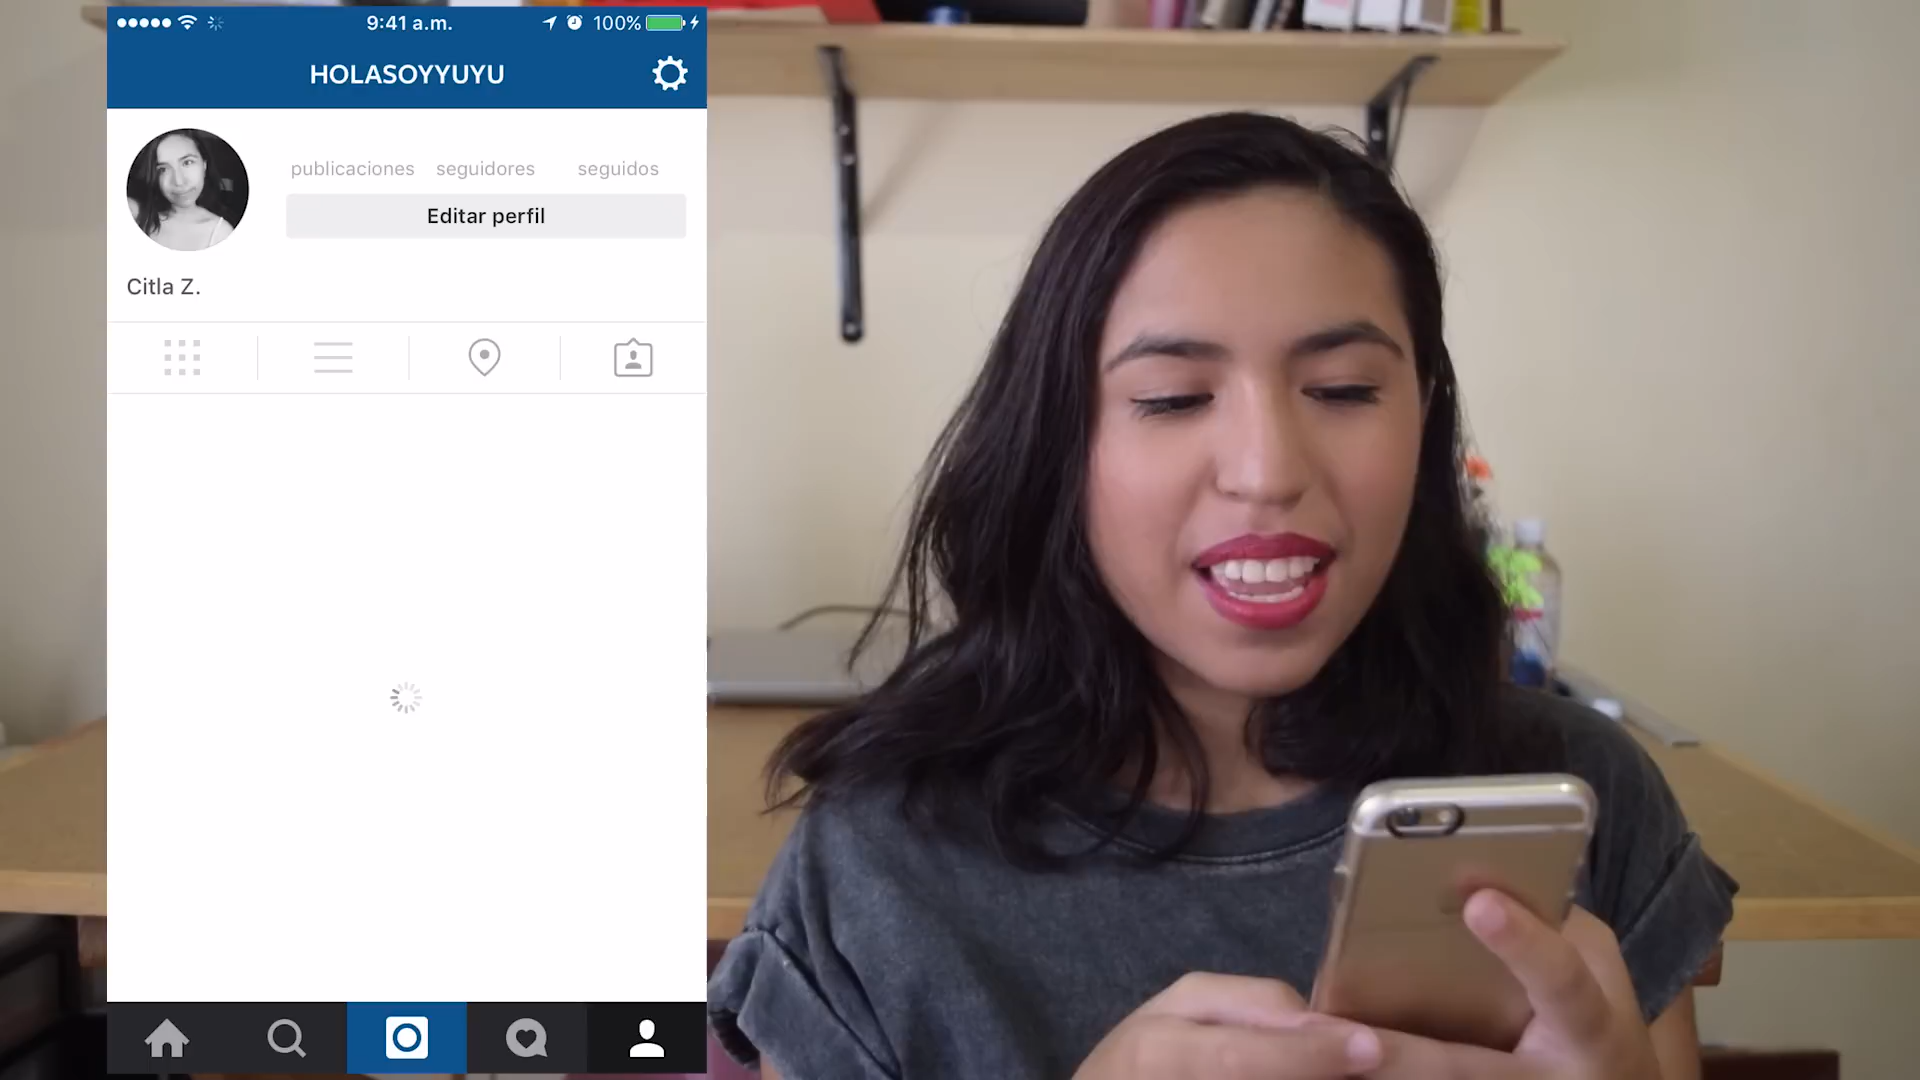 9:41 a.m.
100%
HOLASOYYUYU
publicaciones seguidores seguidos
Editar perfil
Citla Z.